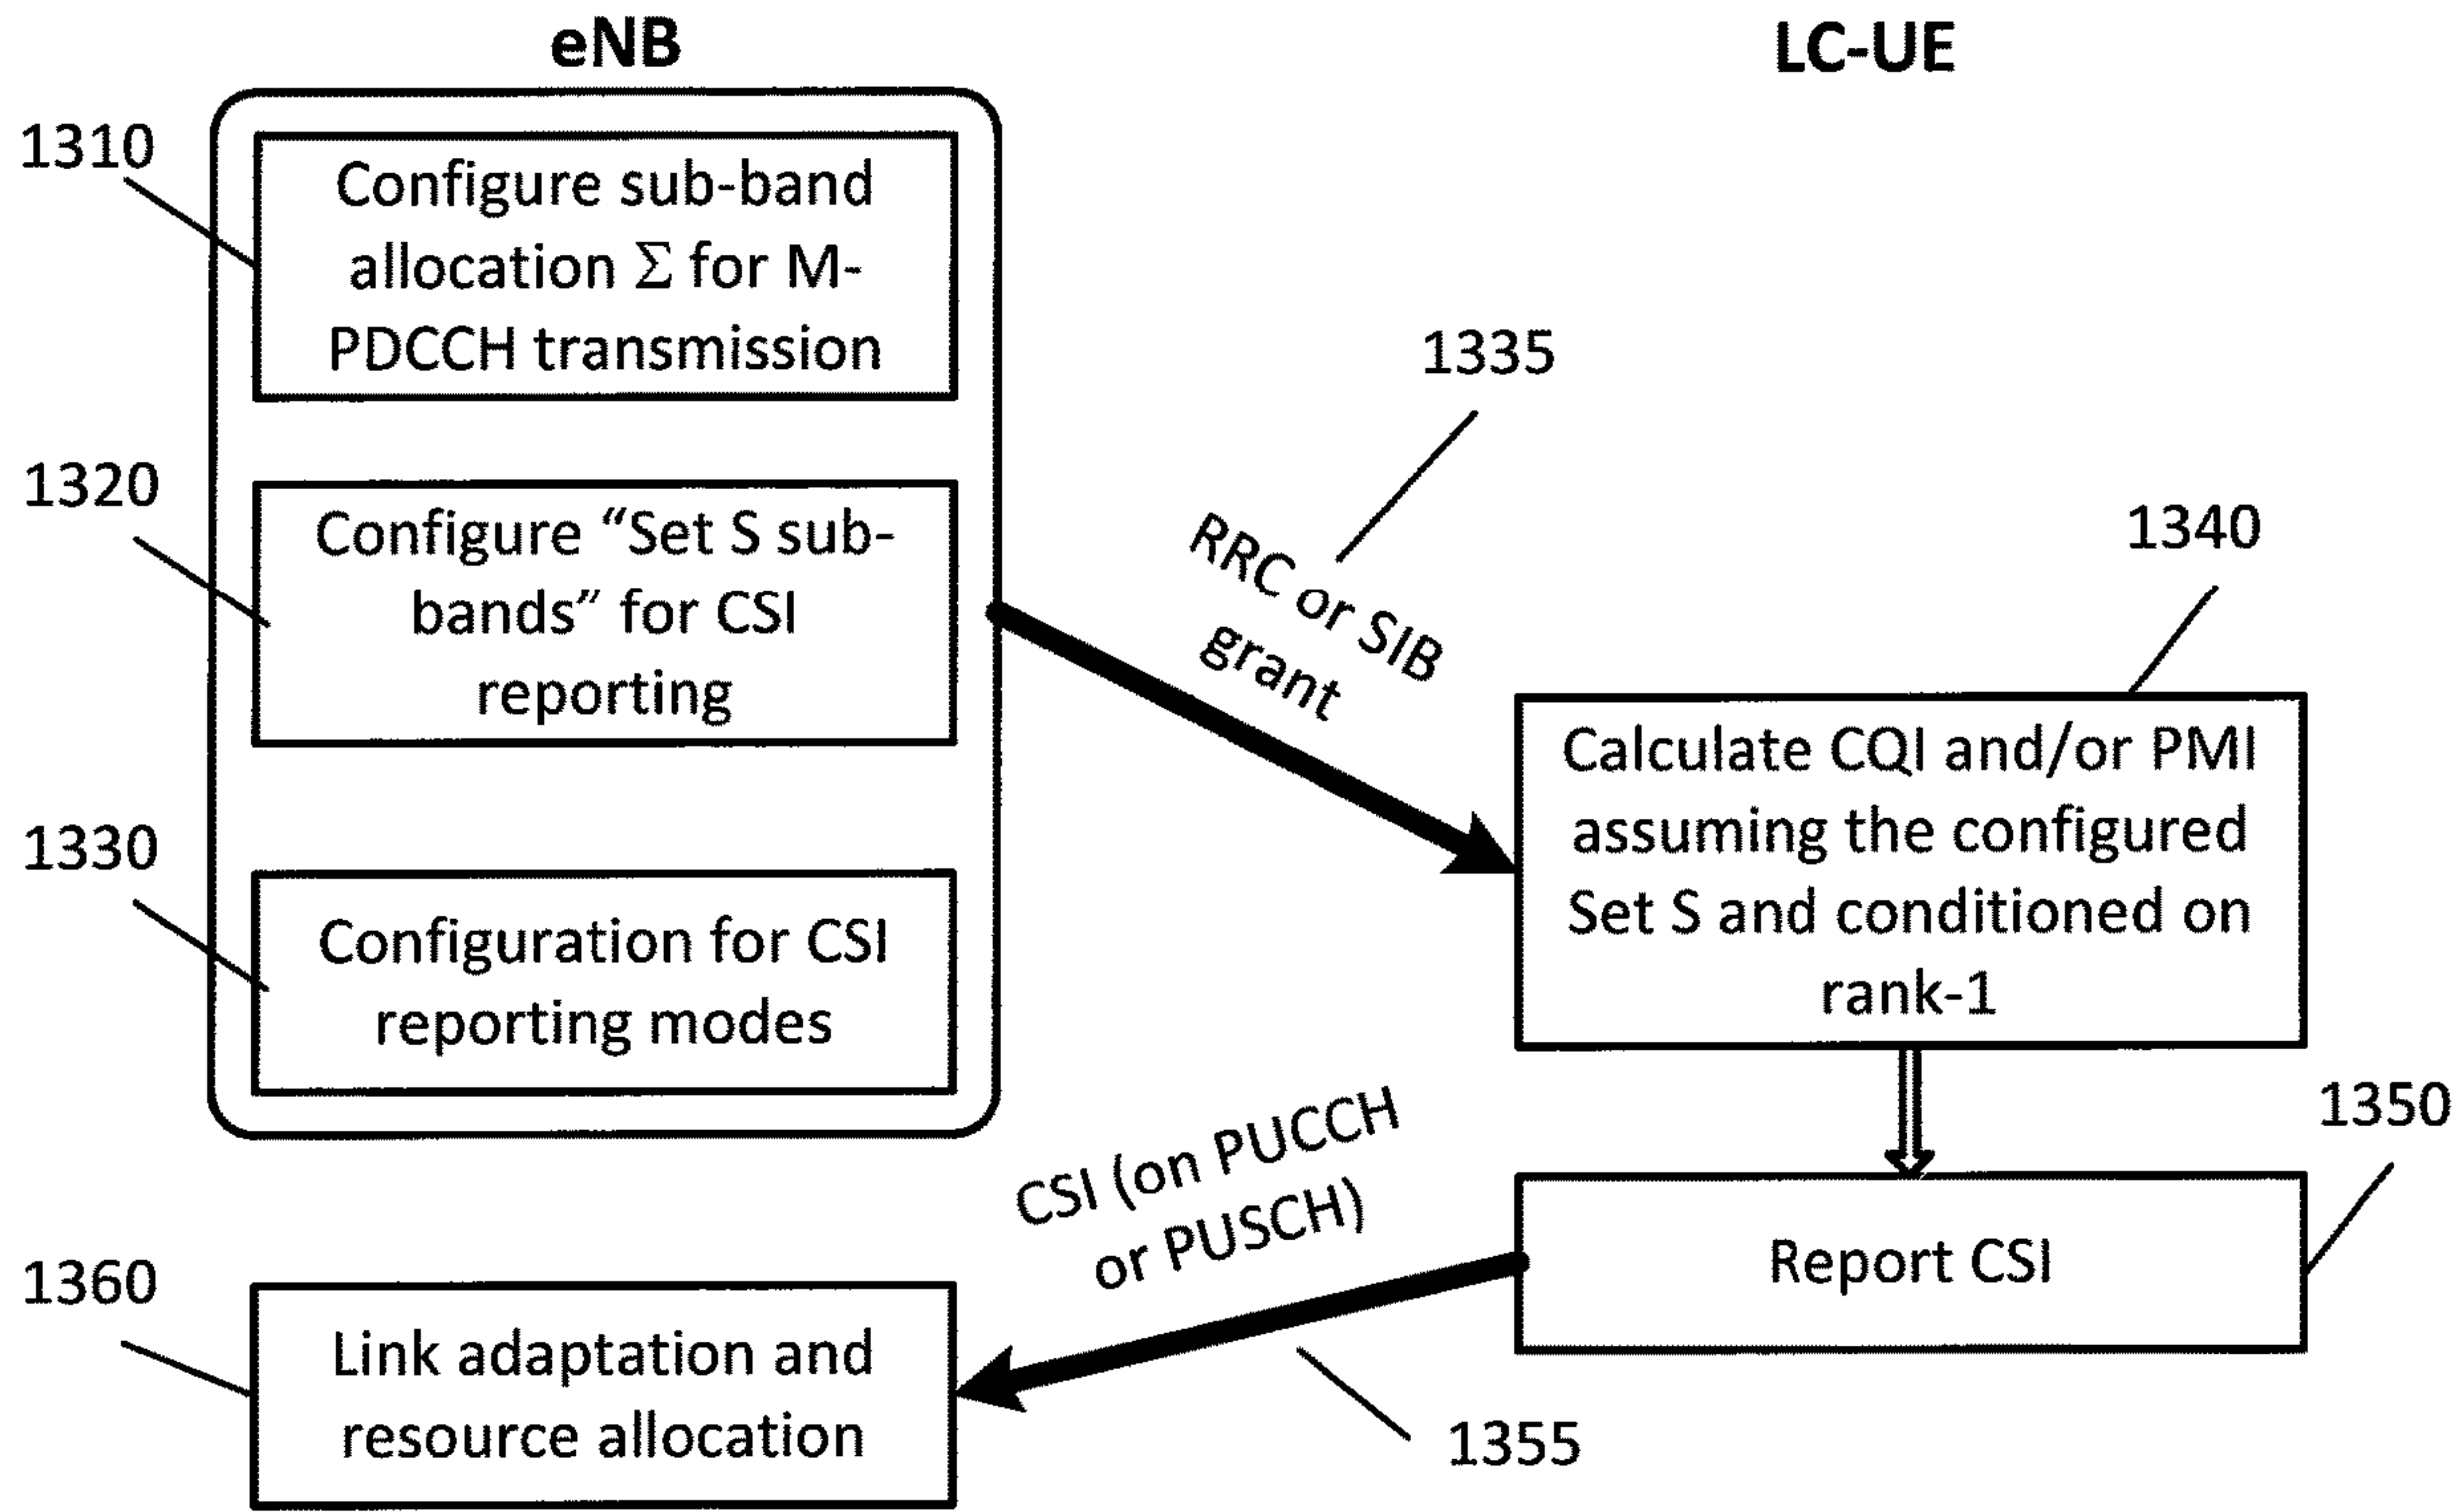 eNB
LC-UE
1310
Configure sub-band
allocation Σ for M-
PDCCH transmission
1320
Configure “Set S sub-
bands” for CSI
reporting
1330
Configuration for CSI
reporting modes
1335
RRC or SIB
grant
1340
Calculate CQI and/or PMI
assuming the configured
Set S and conditioned on
rank-1
1350
Report CSI
CSI (on PUCCH
or PUSCH)
1355
1360
Link adaptation and
resource allocation